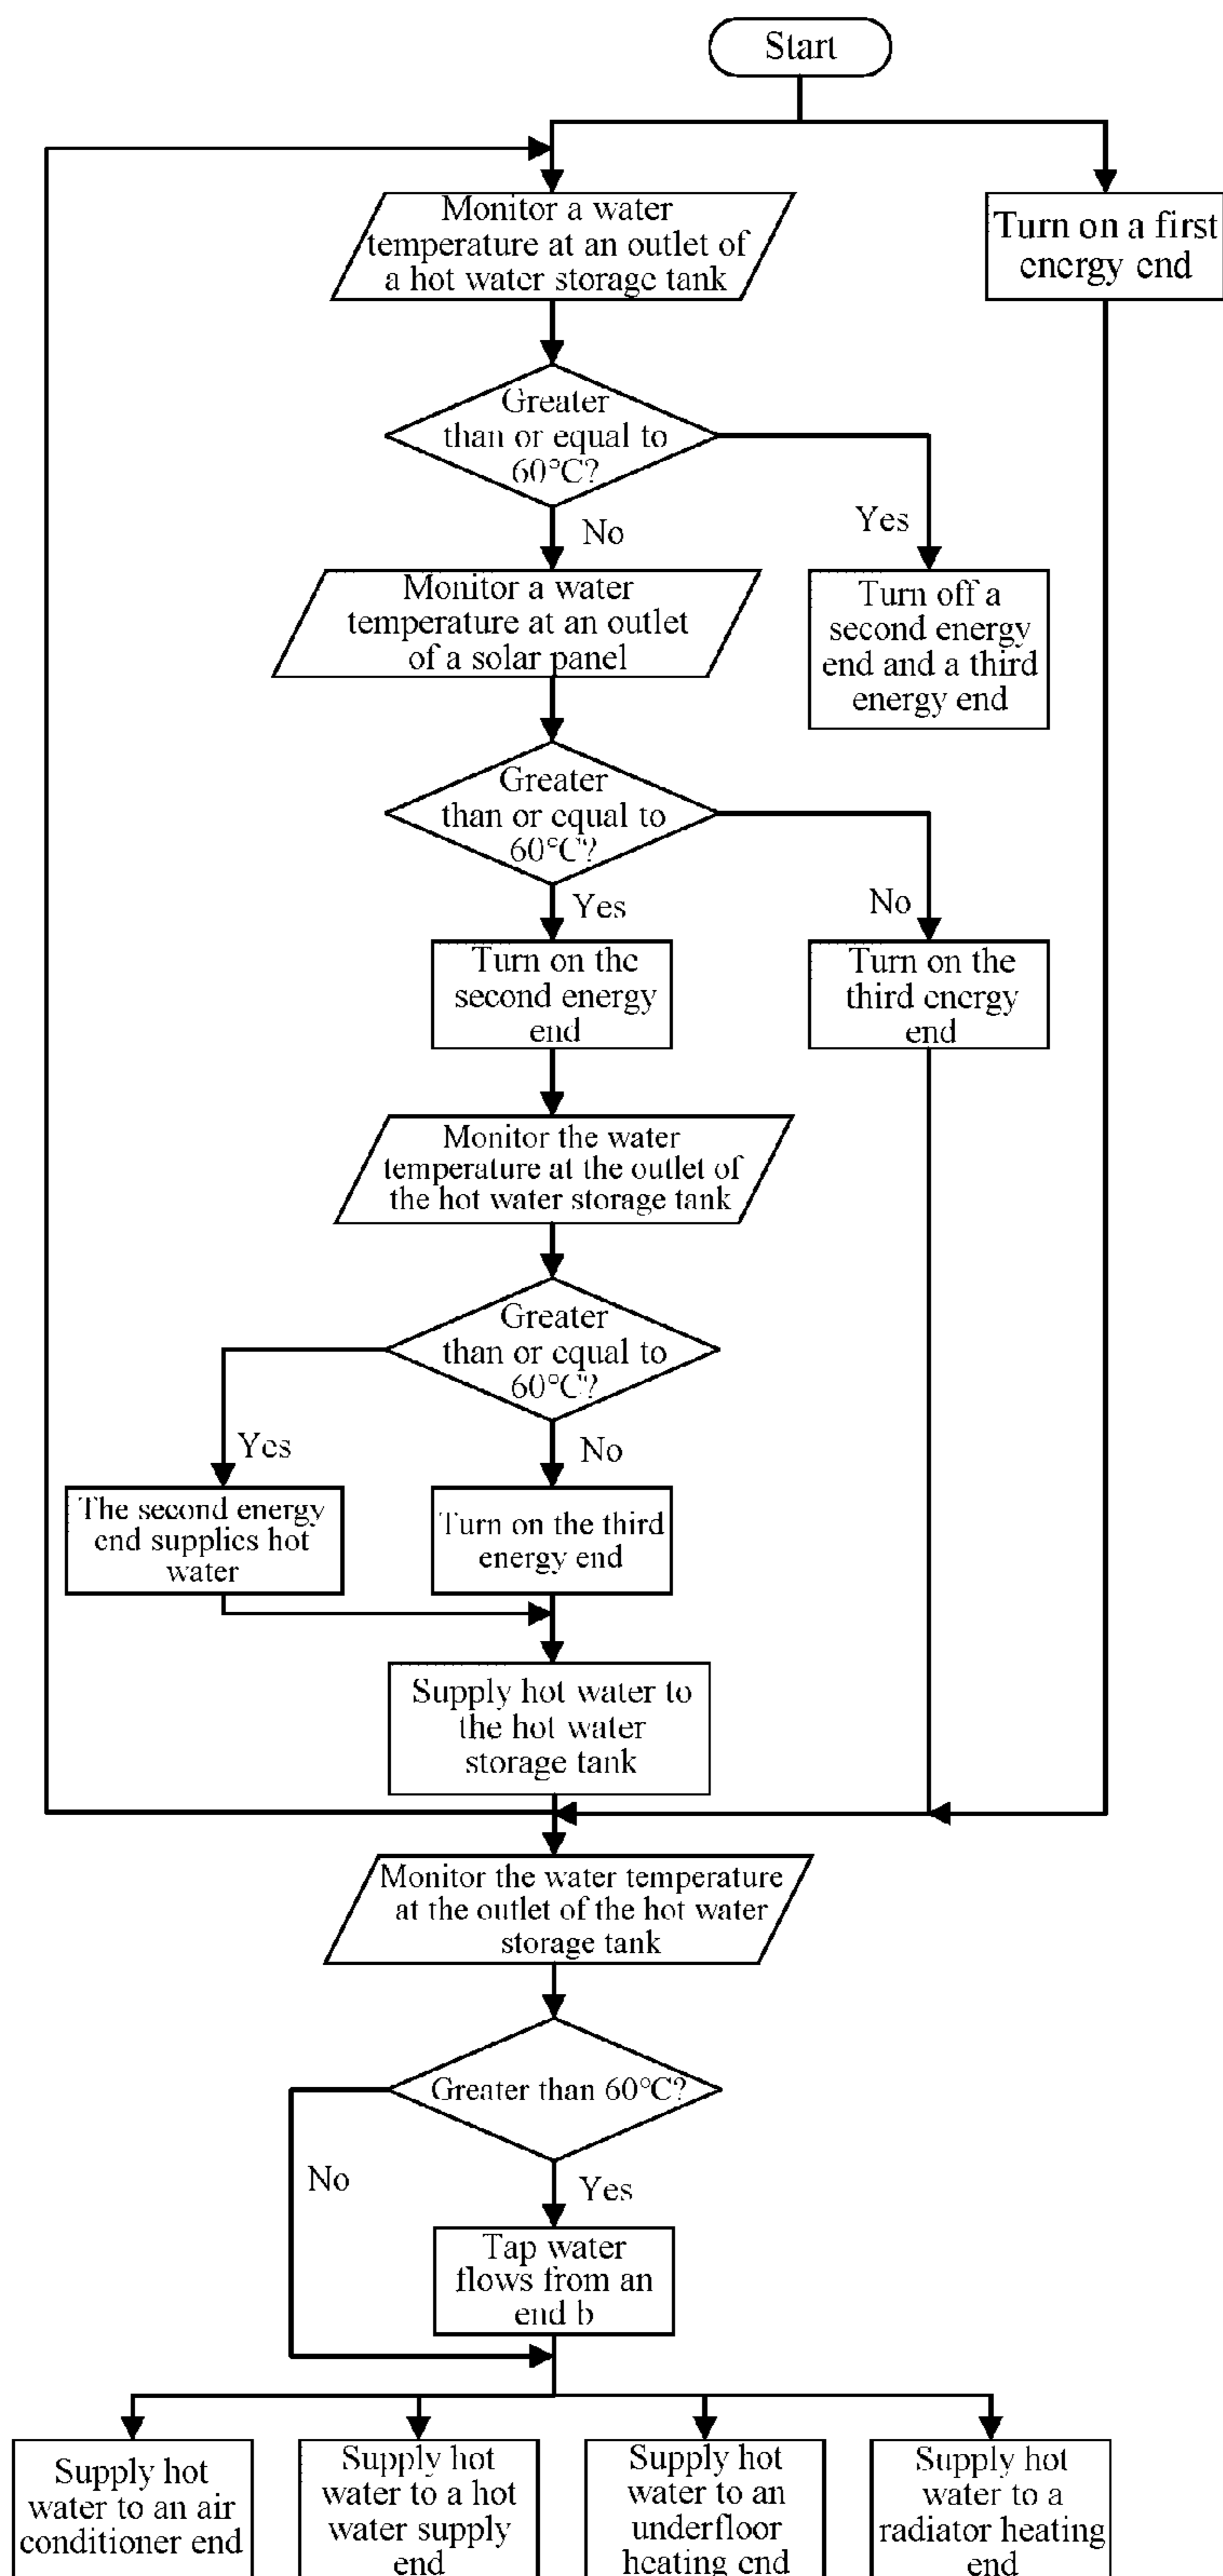 Start
Monitor a water
temperature at an outlet of
a hot water storage tank
Turn on a first
energy end
Greater
than or equal to
60°C?
No
Yes
Monitor a water
temperature at an outlet
of a solar panel
Turn off a
second energy
end and a third
energy end
Greater
than or equal to
60°C?
Yes
No
Turn on the
second energy
end
Turn on the
third energy
end
Monitor the water
temperature at the outlet of
the hot water storage tank
Greater
than or equal to
60°C?
Yes
No
The second energy
end supplies hot
water
Turn on the third
energy end
Supply hot water to
the hot water
storage tank
Monitor the water temperature
at the outlet of the hot water
storage tank
Greater than 60°C?
No
Yes
Tap water
flows from an
end b
Supply hot
water to an air
conditioner end
Supply hot
water to a hot
water supply
end
Supply hot
water to an
underfloor
heating end
Supply hot
water to a
radiator heating
end